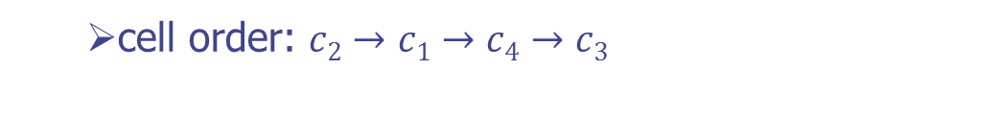 ➢cell order: c₂ → c₁ → c₄ → c₃